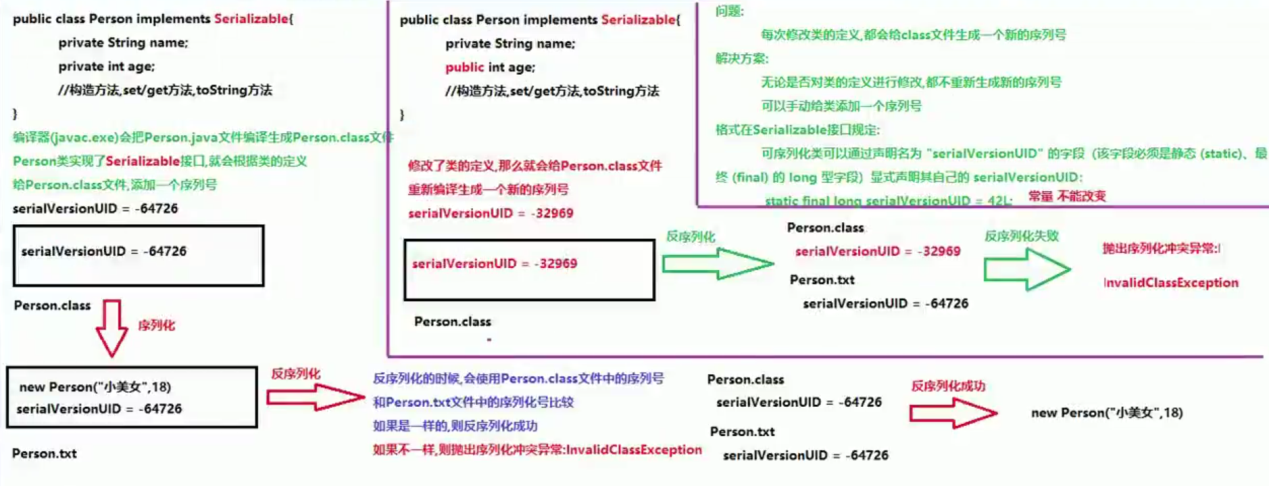 public class Person implements Serializable{
private String name;
private int age;
//构造方法,set/get方法,toString方法
}
编译器(javac.exe)会把Person.java文件编译生成Person.class文件
Person类实现了Serializable接口,就会根据类的定义
给Person.class文件,添加一个序列号
serialVersionUID = -64726
serialVersionUID = -64726
Person.class
序列化
new Person("小美女",18)
serialVersionUID = -64726
Person.txt
反序列化
反序列化的时候,会使用Person.class文件中的序列号
和Person.txt文件中的序列化号比较
如果是一样的,则反序列化成功
如果不一样,则抛出序列化冲突异常:InvalidClassException
Person.class
serialVersionUID = -64726
Person.txt
serialVersionUID = -64726
反序列化成功
new Person("小美女",18)
public class Person implements Serializable{
private String name;
public int age;
//构造方法,set/get方法,toString方法
}
修改了类的定义,那么就会给Person.class文件
重新编译生成一个新的序列号
serialVersionUID = -32969
serialVersionUID = -32969
Person.class
反序列化
Person.class
serialVersionUID = -32969
Person.txt
serialVersionUID = -64726
反序列化失败
抛出序列化冲突异常:I
InvalidClassException
问题:
每次修改类的定义,都会给class文件生成一个新的序列号
解决方案:
无论是否对类的定义进行修改,都不重新生成新的序列号
可以手动给类添加一个序列号
格式在Serializable接口规定:
可序列化类可以通过声明名为 "serialVersionUID" 的字段（该字段必须是静态 (static)、最
终 (final) 的 long 型字段）显式声明其自己的 serialVersionUID:
static final long serialVersionUID = 42L; 常量 不能改变